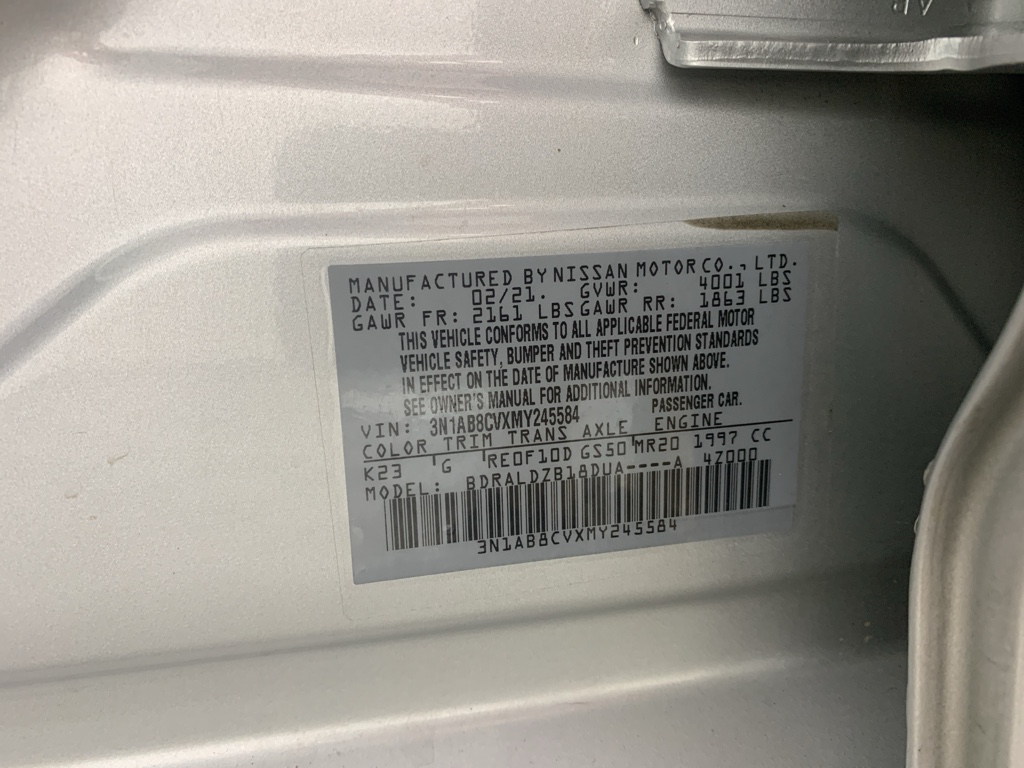 MANUFACTURED BY NISSAN MOTOR CO., LTD.
DATE: 02/21. GVWR: 4001 LBS
GAWR FR: 2161 LBS GAWR RR: 1863 LBS
THIS VEHICLE CONFORMS TO ALL APPLICABLE FEDERAL MOTOR
VEHICLE SAFETY, BUMPER AND THEFT PREVENTION STANDARDS
IN EFFECT ON THE DATE OF MANUFACTURE SHOWN ABOVE.
SEE OWNER'S MANUAL FOR ADDITIONAL INFORMATION.
VIN: 3N1AB8CVXMY245584 PASSENGER CAR.
COLOR TRIM TRANS AXLE ENGINE
K23 G RE0F10D GS50 MR20 1997 CC
MODEL: BDRALDZB18DUA----A 4Z000
3N1AB8CVXMY245584